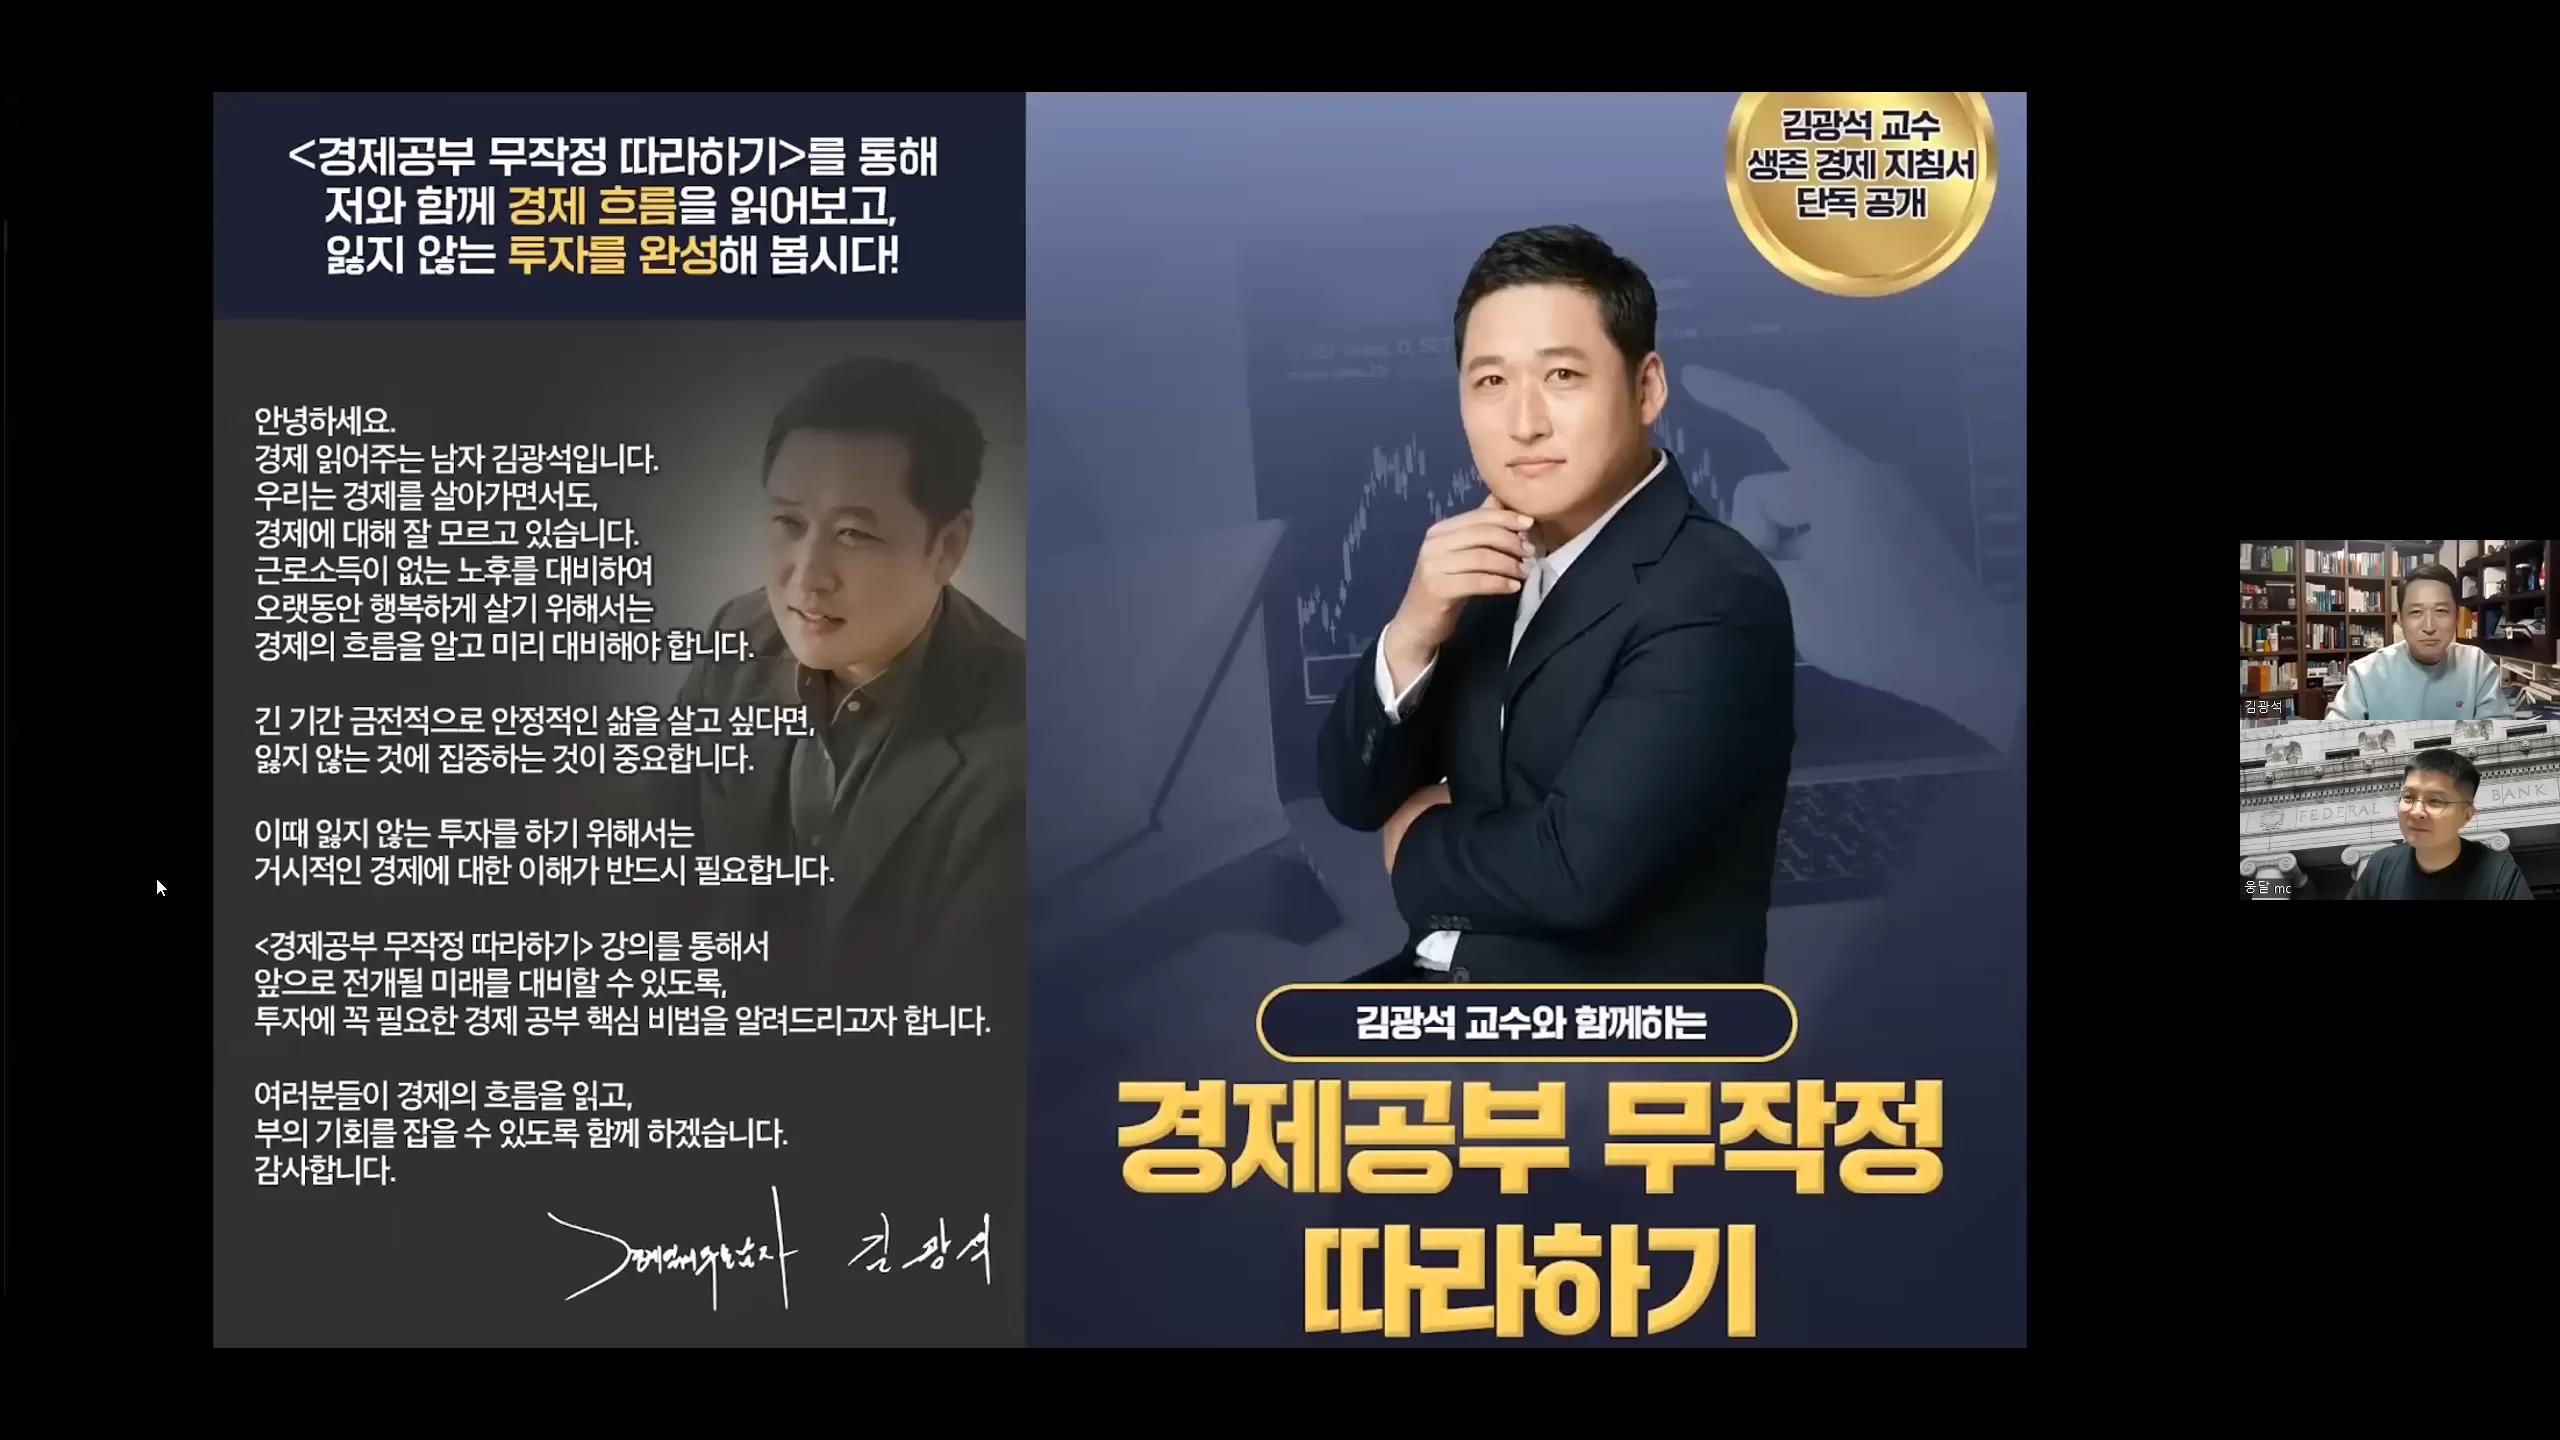 <경제공부 무작정 따라하기>를 통해
저와 함께 경제 흐름을 읽어보고,
잃지 않는 투자를 완성해 봅시다!
안녕하세요.
경제 읽어주는 남자 김광석입니다.
우리는 경제를 살아가면서도,
경제에 대해 잘 모르고 있습니다.
근로소득이 없는 노후를 대비하여
오랫동안 행복하게 살기 위해서는
경제의 흐름을 알고 미리 대비해야 합니다.
긴 기간 금전적으로 안정적인 삶을 살고 싶다면,
잃지 않는 것에 집중하는 것이 중요합니다.
이때 잃지 않는 투자를 하기 위해서는
거시적인 경제에 대한 이해가 반드시 필요합니다.
<경제공부 무작정 따라하기> 강의를 통해서
앞으로 전개될 미래를 대비할 수 있도록,
투자에 꼭 필요한 경제 공부 핵심 비법을 알려드리고자 합니다.
여러분들이 경제의 흐름을 읽고,
부의 기회를 잡을 수 있도록 함께 하겠습니다.
감사합니다.
경제읽어주는남자 김광석
김광석 교수
생존 경제 지침서
단독 공개
김광석 교수와 함께하는
경제공부 무작정
따라하기
김광석
FEDERAL BANK
웅달 mc